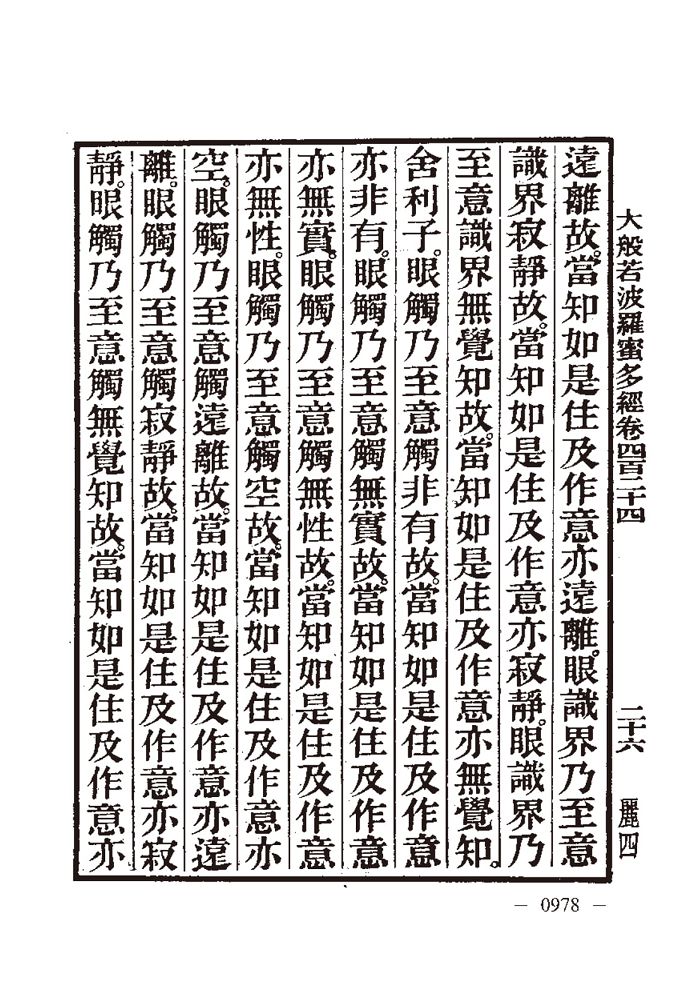 大般若波羅蜜多經卷四百二十四
二十六
麗四
遠離故。當知如是住及作意亦遠離。眼識界乃至意
識界寂靜故。當知如是住及作意亦寂靜。眼識界乃
至意識界無覺知故。當知如是住及作意亦無覺知。
舍利子。眼觸乃至意觸非有故。當知如是住及作意
亦非有。眼觸乃至意觸無實故。當知如是住及作意
亦無實。眼觸乃至意觸無性故。當知如是住及作意
亦無性。眼觸乃至意觸空故。當知如是住及作意亦
空。眼觸乃至意觸遠離故。當知如是住及作意亦遠
離。眼觸乃至意觸寂靜故。當知如是住及作意亦寂
靜。眼觸乃至意觸無覺知故。當知如是住及作意亦
— 0978 —